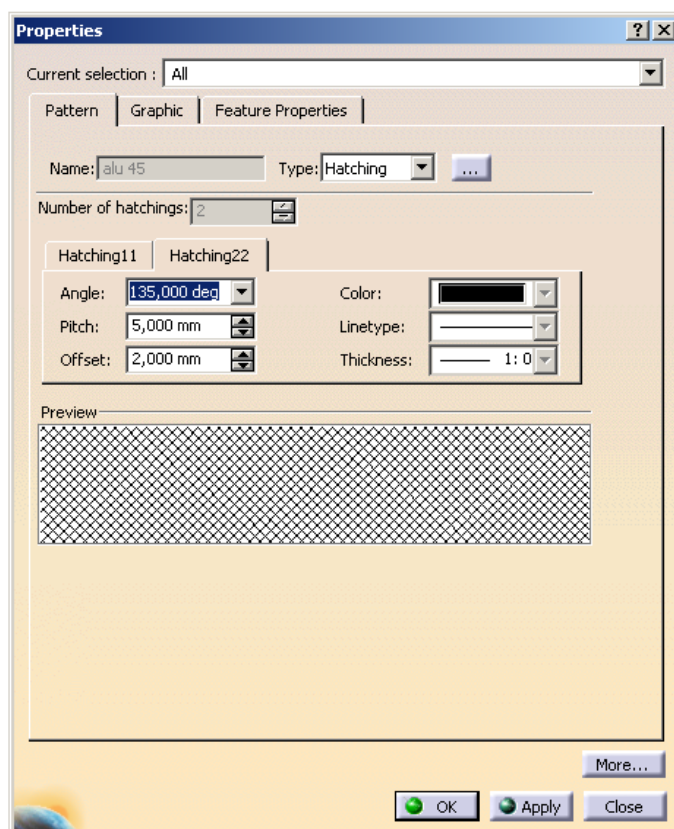 Properties
Current selection : All
Pattern Graphic Feature Properties
Name: alu 45 Type: Hatching ...
Number of hatchings: 2
Hatching11 Hatching22
Angle: 135,000 deg Color:
Pitch: 5,000 mm Linetype:
Offset: 2,000 mm Thickness: 1: 0
Preview
More...
OK Apply Close